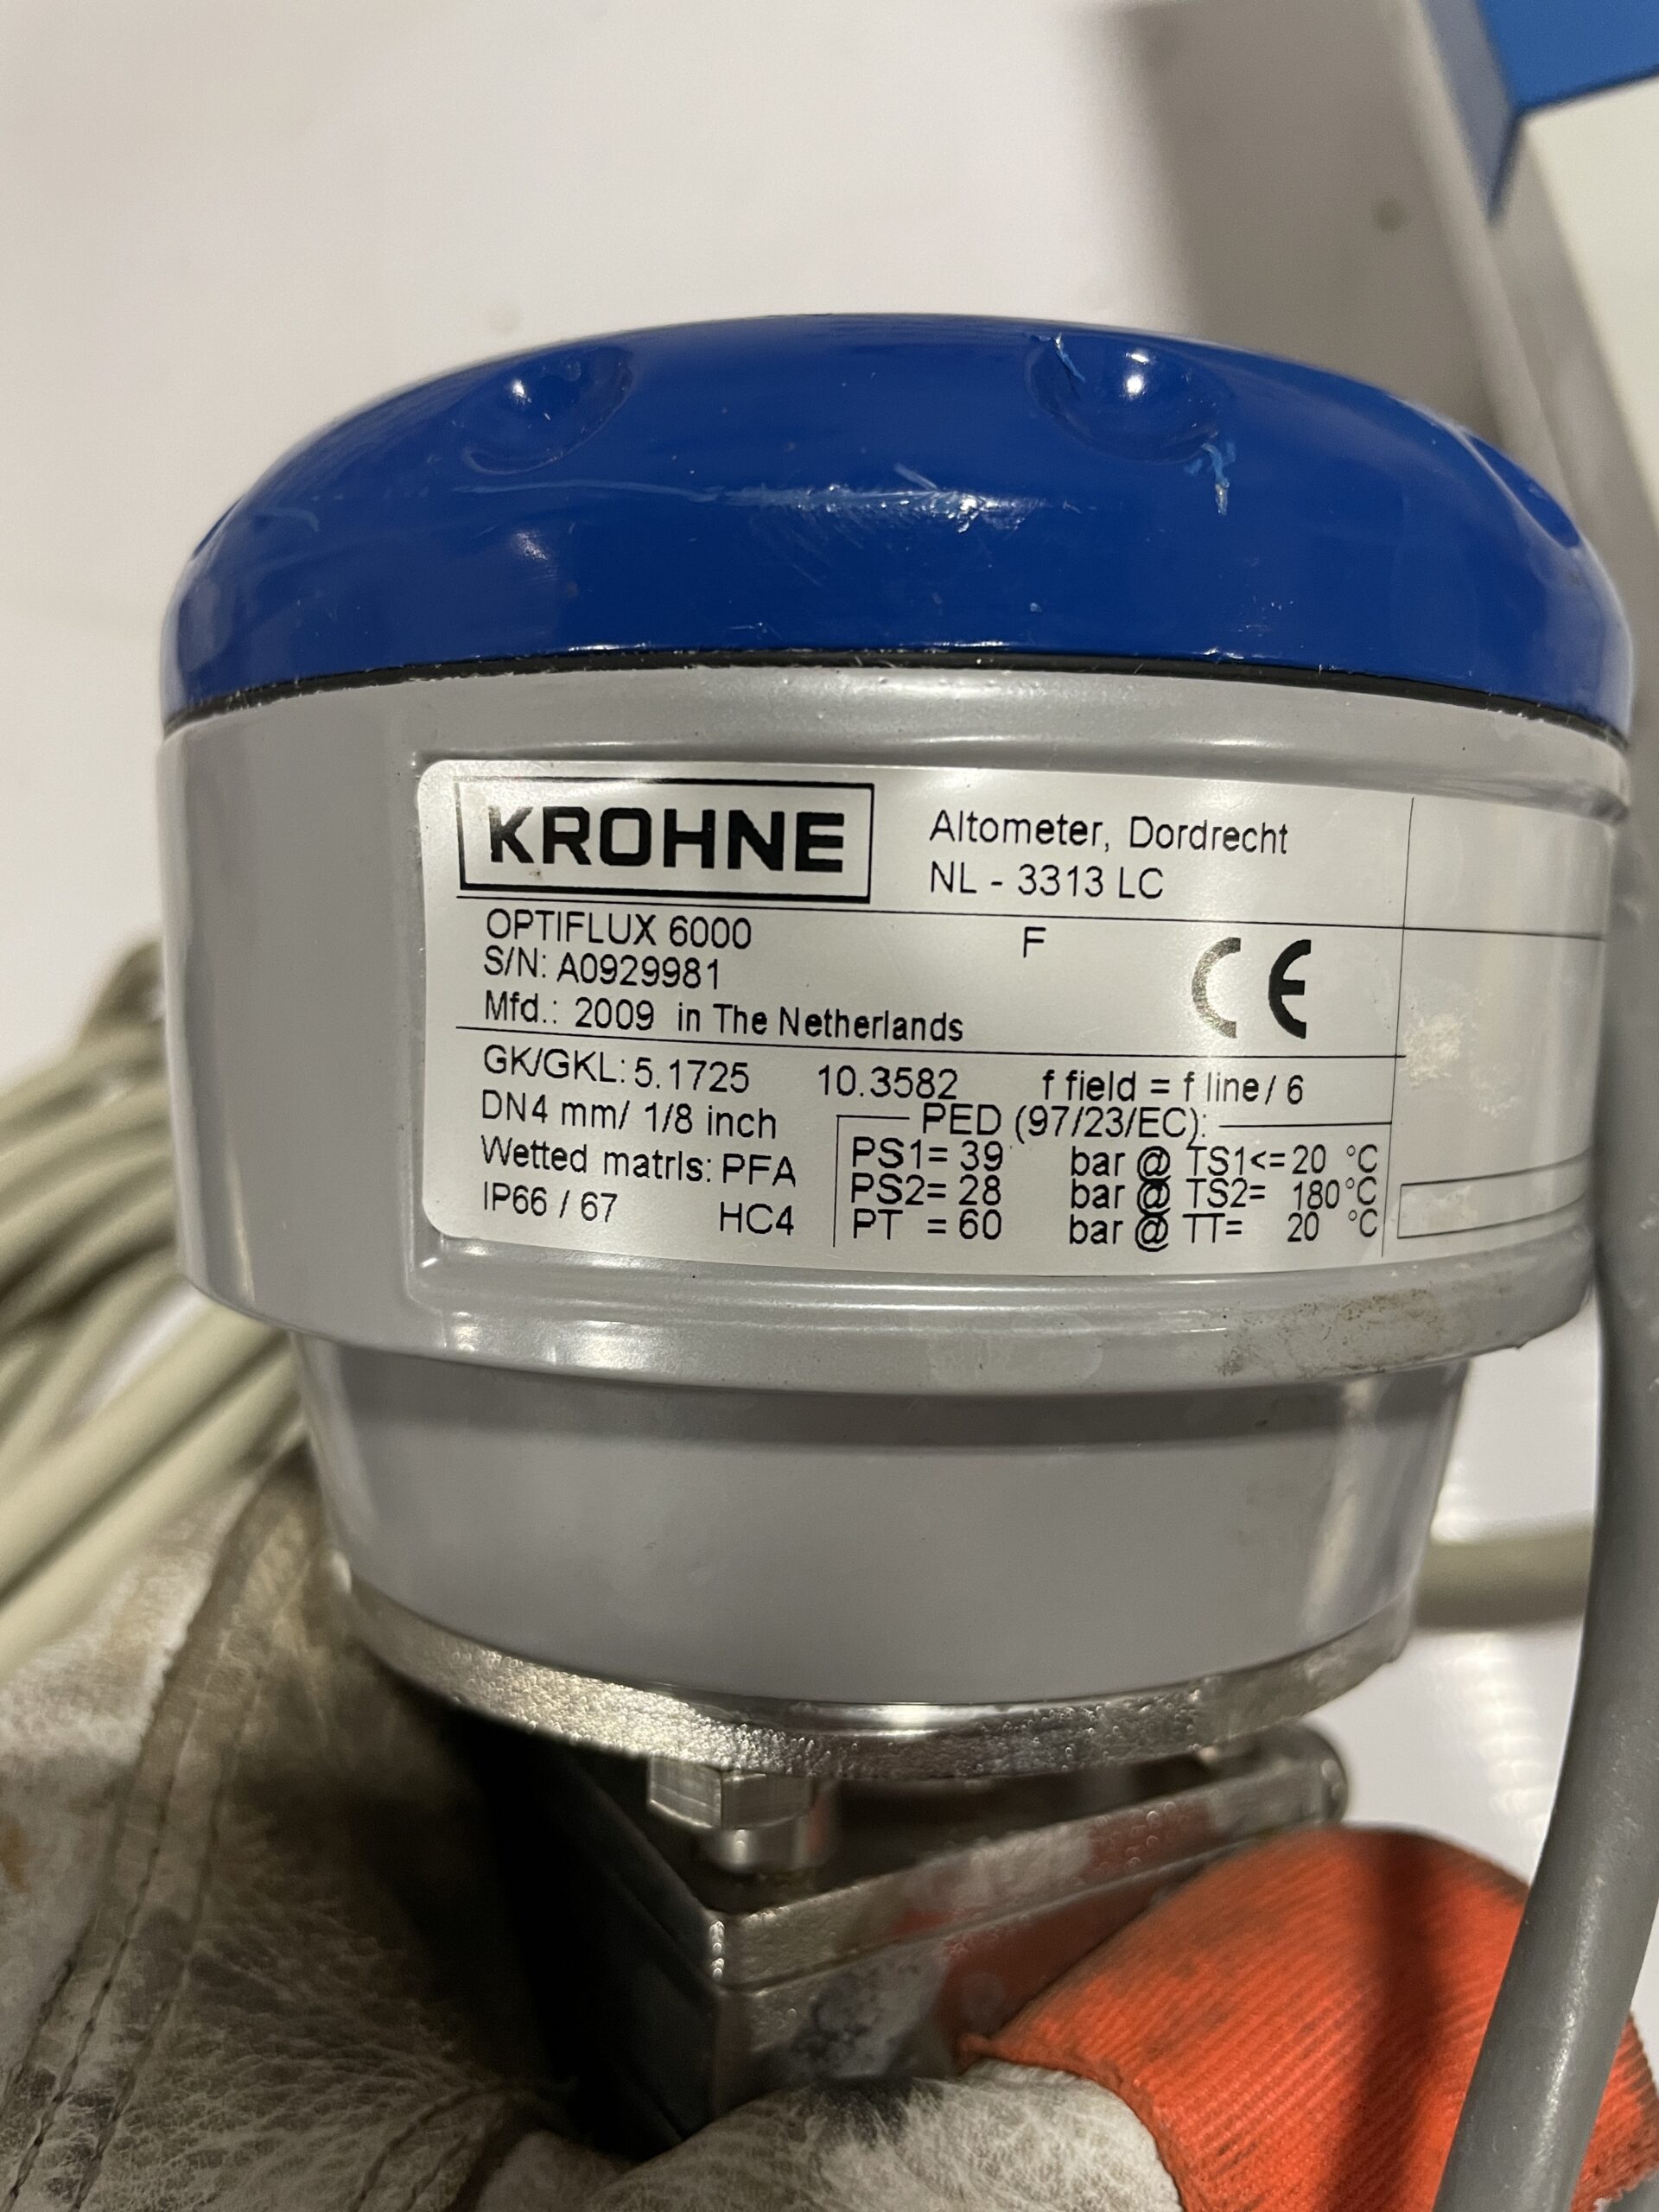 KROHNE
Altometer, Dordrecht
NL - 3313 LC
OPTIFLUX 6000 F
S/N: A0929981
Mfd.: 2009 in The Netherlands
CE
GK/GKL: 5.1725 10.3582 f field = f line / 6
DN4 mm/ 1/8 inch
PED (97/23/EC):
Wetted matrls: PFA
HC4
IP66 / 67
PS1= 39 bar @ TS1<= 20 °C
PS2= 28 bar @ TS2= 180°C
PT = 60 bar @ TT= 20 °C